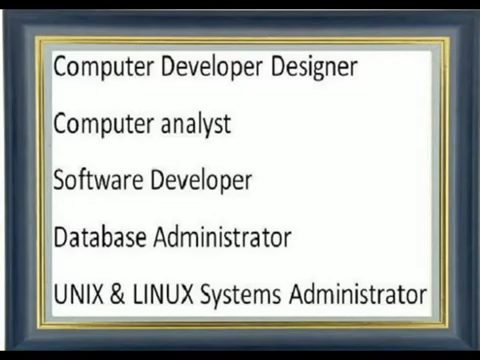 Computer Developer Designer
Computer analyst
Software Developer
Database Administrator
UNIX & LINUX Systems Administrator